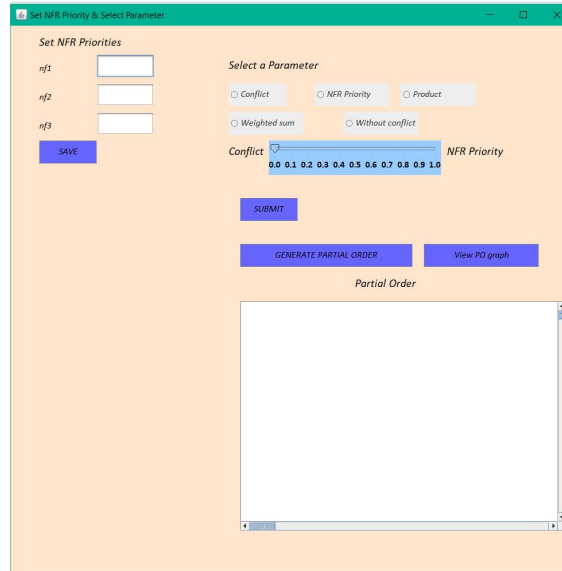 Set NFR Priority & Select Parameter
Set NFR Priorities
nf1
nf2
nf3
SAVE
Select a Parameter
Conflict NFR Priority Product
Weighted sum Without conflict
Conflict NFR Priority
0.0 0.1 0.2 0.3 0.4 0.5 0.6 0.7 0.8 0.9 1.0
SUBMIT
GENERATE PARTIAL ORDER View PO graph
Partial Order